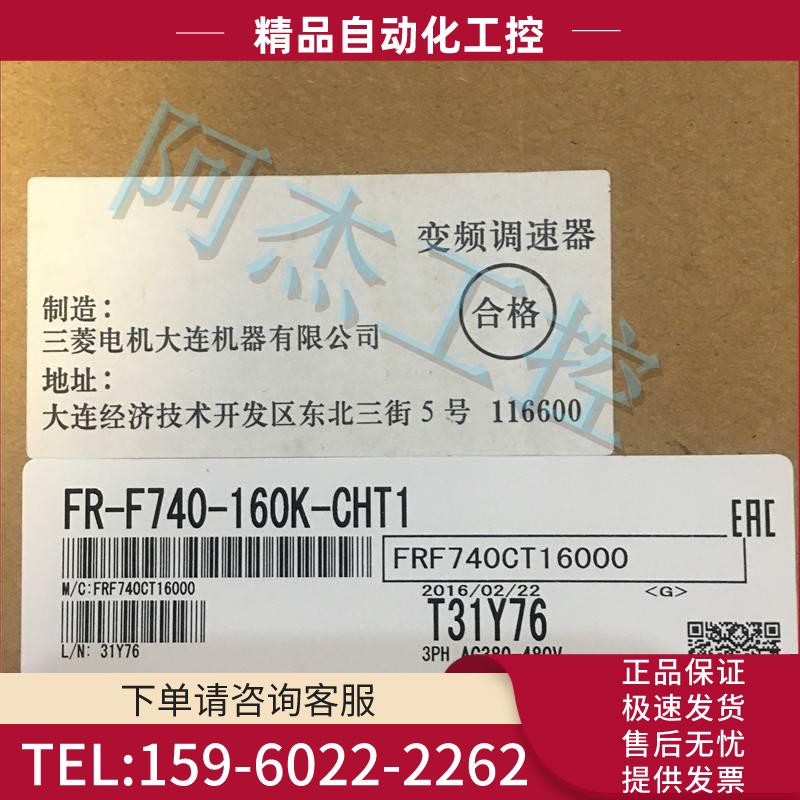 精品自动化工控
阿杰工控
变频调速器
合格
制造：
三菱电机大连机器有限公司
地址：
大连经济技术开发区东北三街 5 号 116600
FR-F740-160K-CHT1
EAC
FRF740CT16000
M/C:FRF740CT16000
2016/02/22 <G>
T31Y76
L/N: 31Y76
3PH AC380-480V
下单请咨询客服
TEL:159-6022-2262
正品保证
极速发货
售后无忧
提供发票